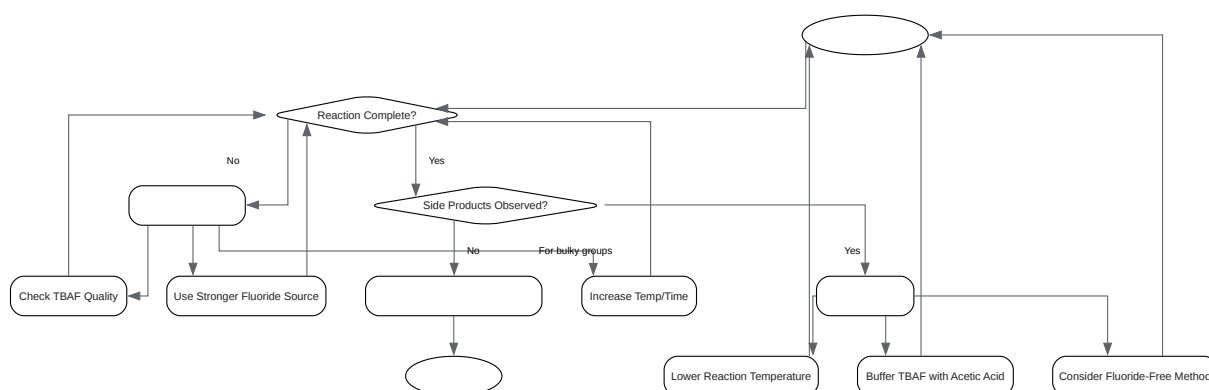 Reaction Complete?
No
Yes
Side Products Observed?
No
For bulky groups
Yes
Check TBAF Quality
Use Stronger Fluoride Source
Increase Temp/Time
Lower Reaction Temperature
Buffer TBAF with Acetic Acid
Consider Fluoride-Free Method